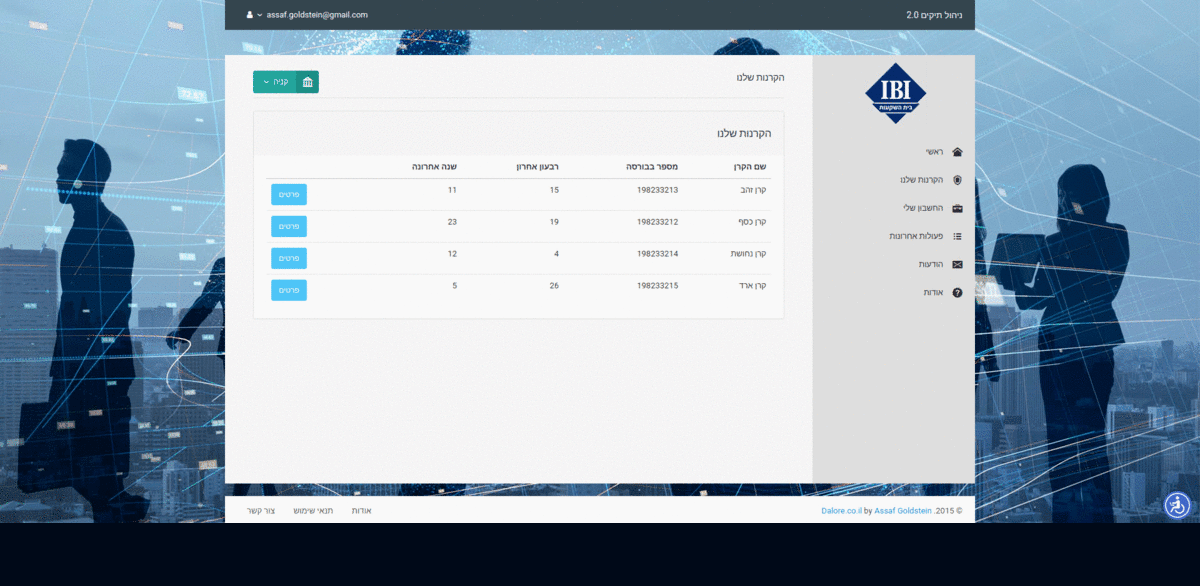 ניהול תיקים 2.0
assaf.goldstein@gmail.com
IBI
בית השקעות
ראשי
הקרנות שלנו
החשבון שלי
פעולות אחרונות
הודעות
אודות
הקרנות שלנו
קניה
הקרנות שלנו
שם הקרן מספר בבורסה רבעון אחרון שנה אחרונה
קרן זהב 198233213 15 11 פרטים
קרן כסף 198233212 19 23 פרטים
קרן נחושת 198233214 4 12 פרטים
קרן ארד 198233215 26 5 פרטים
© 2015. Dalore.co.il by Assaf Goldstein
אודות תנאי שימוש צור קשר